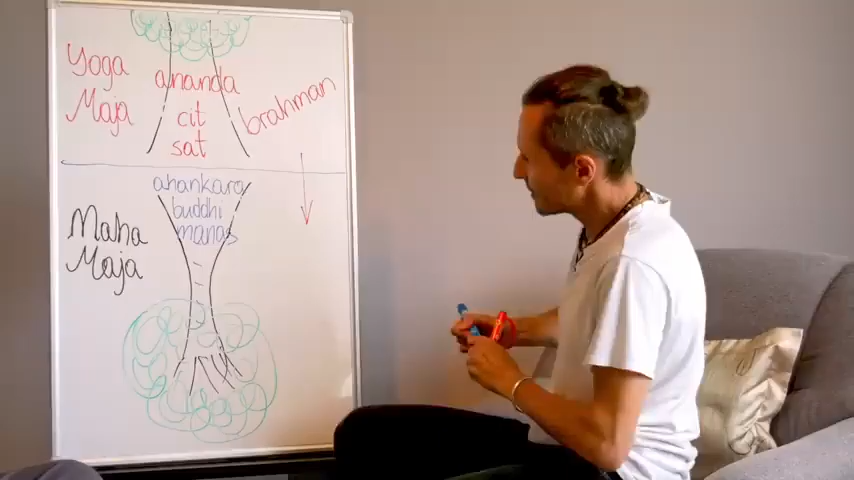 Yoga
Maja
ananda
cit
sat
brahman
ahankara
buddhi
manas
Maha
Maja